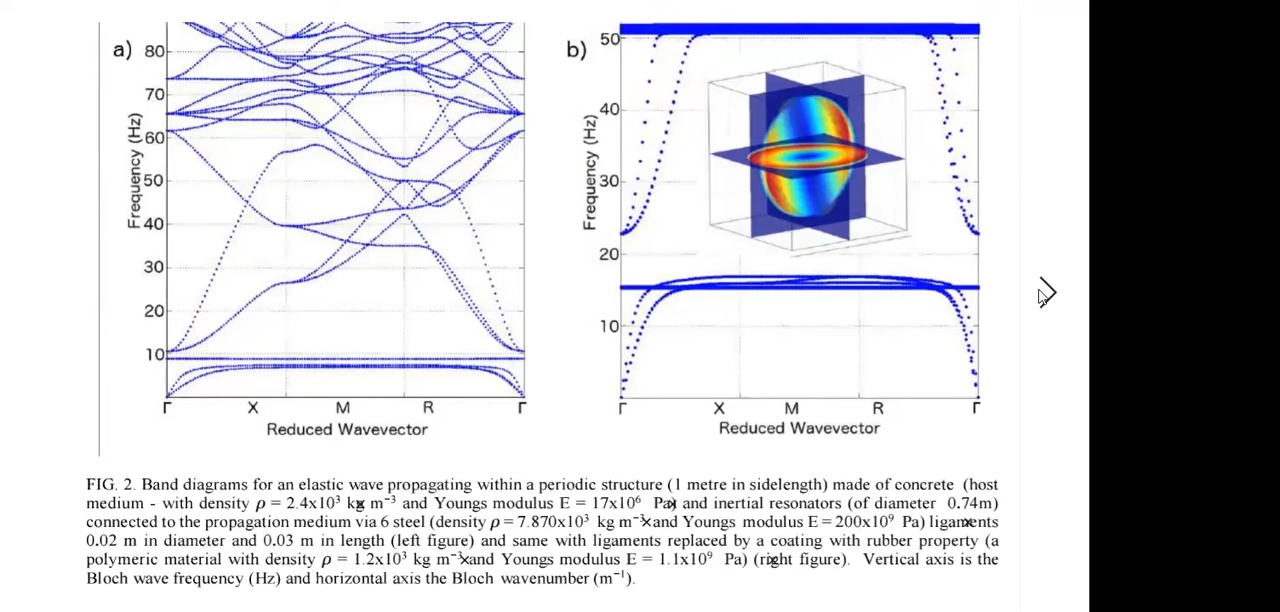 a)
80
70
60
50
40
30
20
10
Frequency (Hz)
Γ X M R Γ
Reduced Wavevector
b)
50
40
30
20
10
Frequency (Hz)
Γ X M R Γ
Reduced Wavevector
FIG. 2. Band diagrams for an elastic wave propagating within a periodic structure (1 metre in sidelength) made of concrete (host
medium - with density ρ = 2.4x10³ kg m⁻³ and Youngs modulus E = 17x10⁶ Pa) and inertial resonators (of diameter 0.74m)
connected to the propagation medium via 6 steel (density ρ = 7.870x10³ kg m⁻³ and Youngs modulus E = 200x10⁹ Pa) ligaments
0.02 m in diameter and 0.03 m in length (left figure) and same with ligaments replaced by a coating with rubber property (a
polymeric material with density ρ = 1.2x10³ kg m⁻³ and Youngs modulus E = 1.1x10⁹ Pa) (right figure). Vertical axis is the
Bloch wave frequency (Hz) and horizontal axis the Bloch wavenumber (m⁻¹).